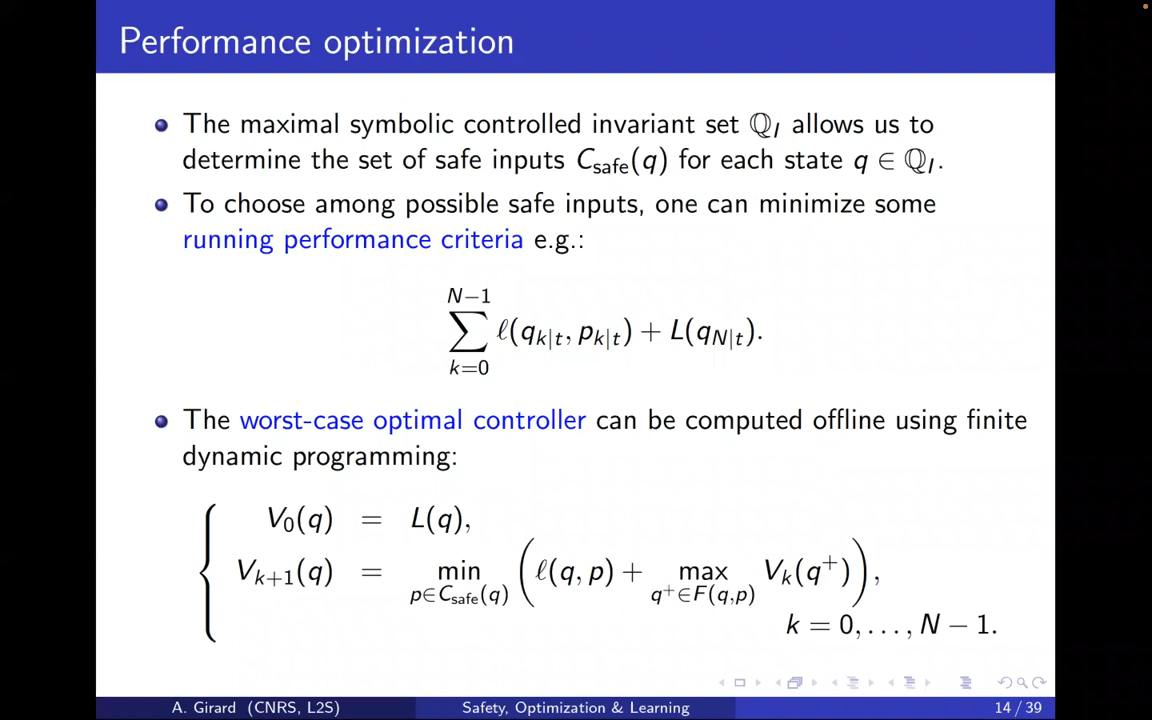 Performance optimization
The maximal symbolic controlled invariant set ℚ_I allows us to
determine the set of safe inputs C_safe(q) for each state q ∈ ℚ_I.
To choose among possible safe inputs, one can minimize some
running performance criteria e.g.:
∑_{k=0}^{N−1} ℓ(q_{k|t}, p_{k|t}) + L(q_{N|t}).
The worst-case optimal controller can be computed offline using finite
dynamic programming:
V_0(q) = L(q),
V_{k+1}(q) = min_{p∈C_safe(q)} ( ℓ(q, p) + max_{q^+∈F(q,p)} V_k(q^+) ),
k = 0, . . . , N − 1.
A. Girard (CNRS, L2S) Safety, Optimization & Learning 14 / 39